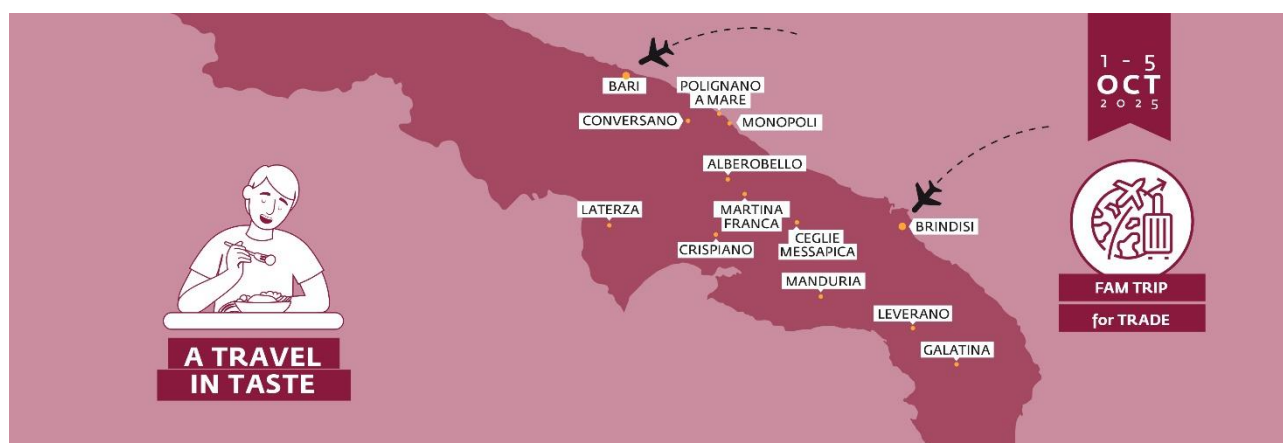 1 - 5
OCT
2025
BARI
POLIGNANO
A MARE
CONVERSANO
MONOPOLI
ALBEROBELLO
LATERZA
MARTINA
FRANCA
BRINDISI
CRISPIANO
CEGLIE
MESSAPICA
MANDURIA
LEVERANO
GALATINA
A TRAVEL
IN TASTE
FAM TRIP
for TRADE